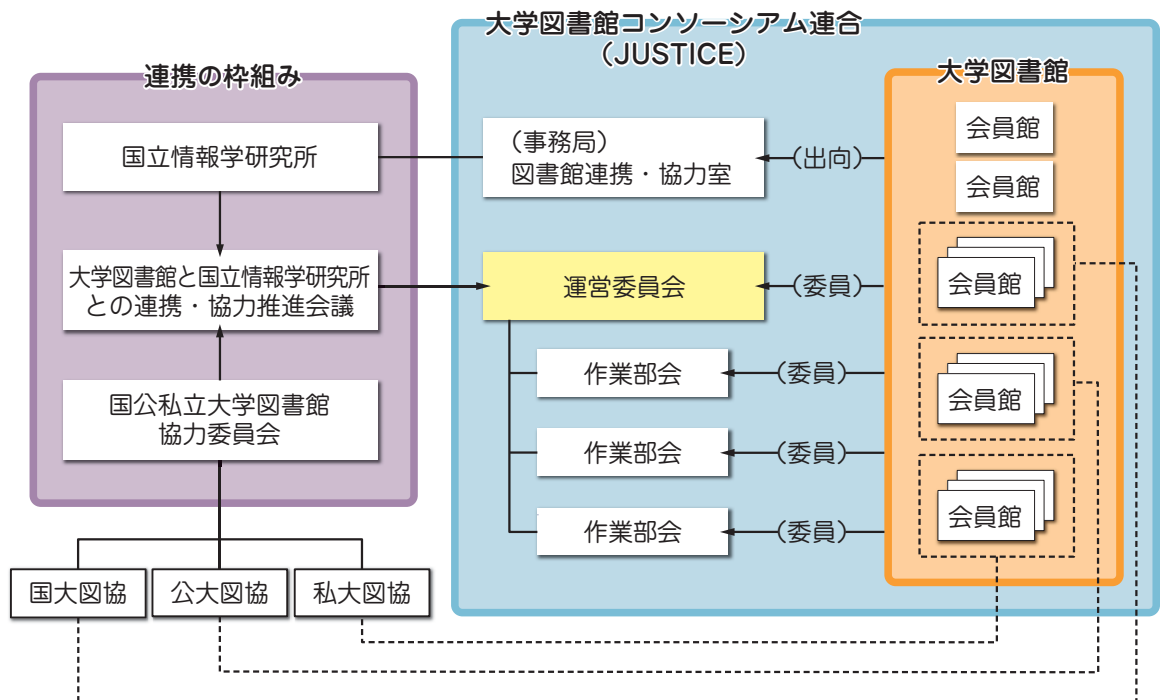 大学図書館コンソーシアム連合
（JUSTICE）
連携の枠組み
国立情報学研究所
大学図書館と国立情報学研究所
との連携・協力推進会議
国公私立大学図書館
協力委員会
国大図協
公大図協
私大図協
（事務局）
図書館連携・協力室
運営委員会
作業部会
作業部会
作業部会
（出向）
（委員）
（委員）
（委員）
（委員）
大学図書館
会員館
会員館
会員館
会員館
会員館